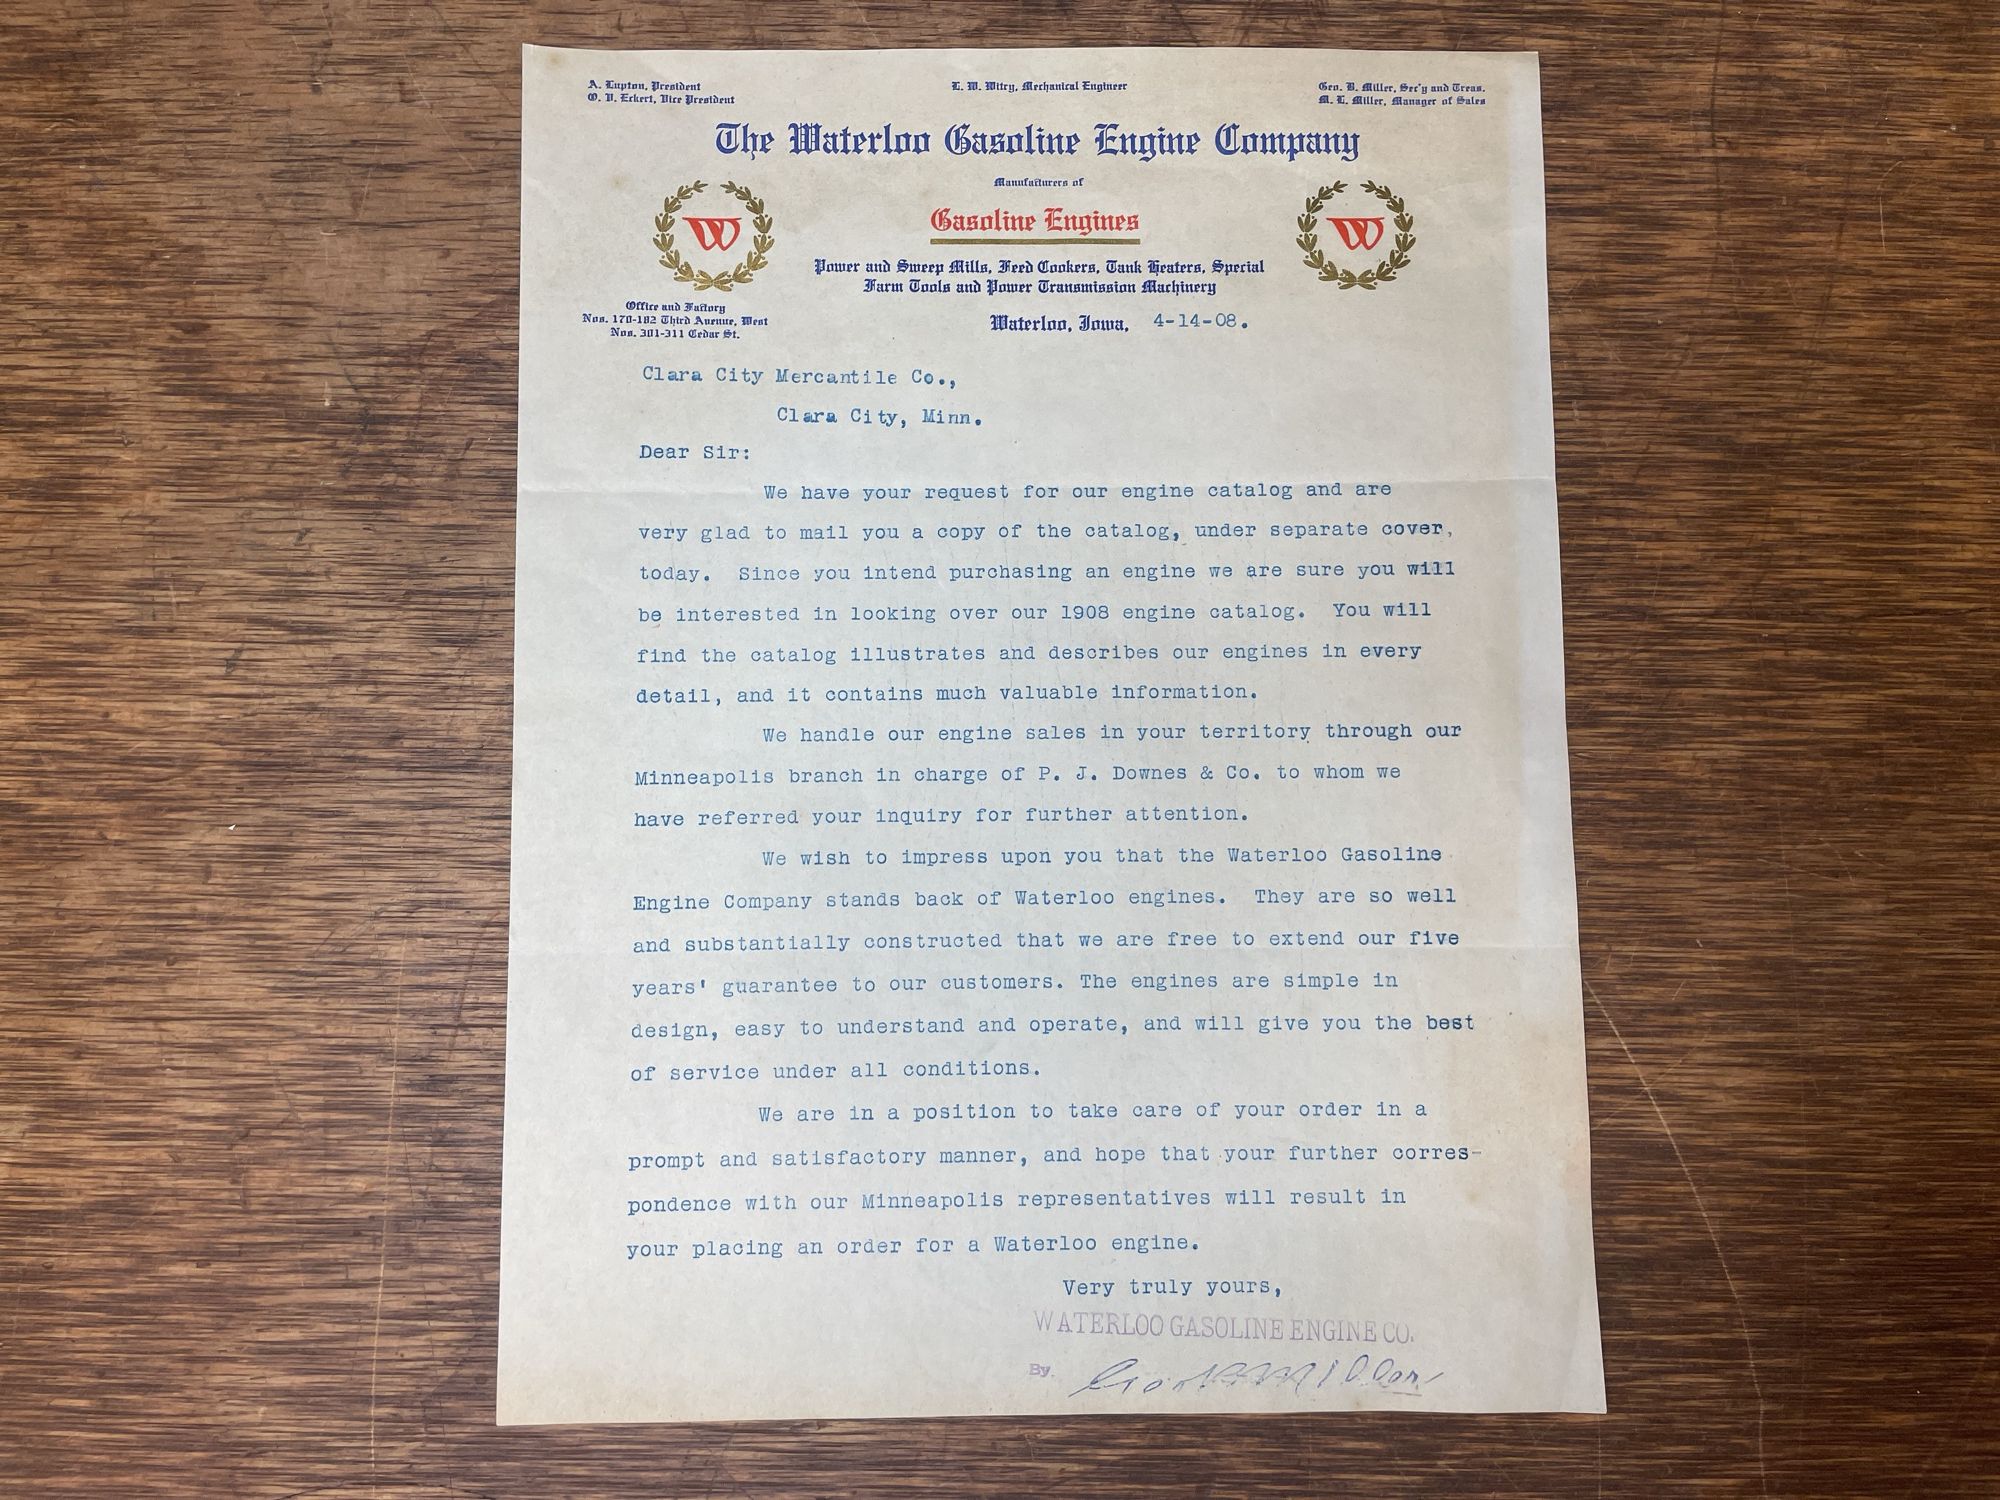 A. Lupton, President
O. V. Eckert, Vice President
L. W. Witry, Mechanical Engineer
Geo. B. Miller, Sec'y and Treas.
M. L. Miller, Manager of Sales
The Waterloo Gasoline Engine Company
Manufacturers of
Gasoline Engines
W
W
Power and Sweep Mills, Feed Cookers, Tank Heaters, Special
Farm Tools and Power Transmission Machinery
Office and Factory
Nos. 170-182 Third Avenue, West
Nos. 301-311 Cedar St.
Waterloo, Iowa, 4-14-08.
Clara City Mercantile Co.,
Clara City, Minn.
Dear Sir:
We have your request for our engine catalog and are
very glad to mail you a copy of the catalog, under separate cover,
today. Since you intend purchasing an engine we are sure you will
be interested in looking over our 1908 engine catalog. You will
find the catalog illustrates and describes our engines in every
detail, and it contains much valuable information.
We handle our engine sales in your territory through our
Minneapolis branch in charge of P. J. Downes & Co. to whom we
have referred your inquiry for further attention.
We wish to impress upon you that the Waterloo Gasoline
Engine Company stands back of Waterloo engines. They are so well
and substantially constructed that we are free to extend our five
years' guarantee to our customers. The engines are simple in
design, easy to understand and operate, and will give you the best
of service under all conditions.
We are in a position to take care of your order in a
prompt and satisfactory manner, and hope that your further corres-
pondence with our Minneapolis representatives will result in
your placing an order for a Waterloo engine.
Very truly yours,
WATERLOO GASOLINE ENGINE CO.
By. Miller